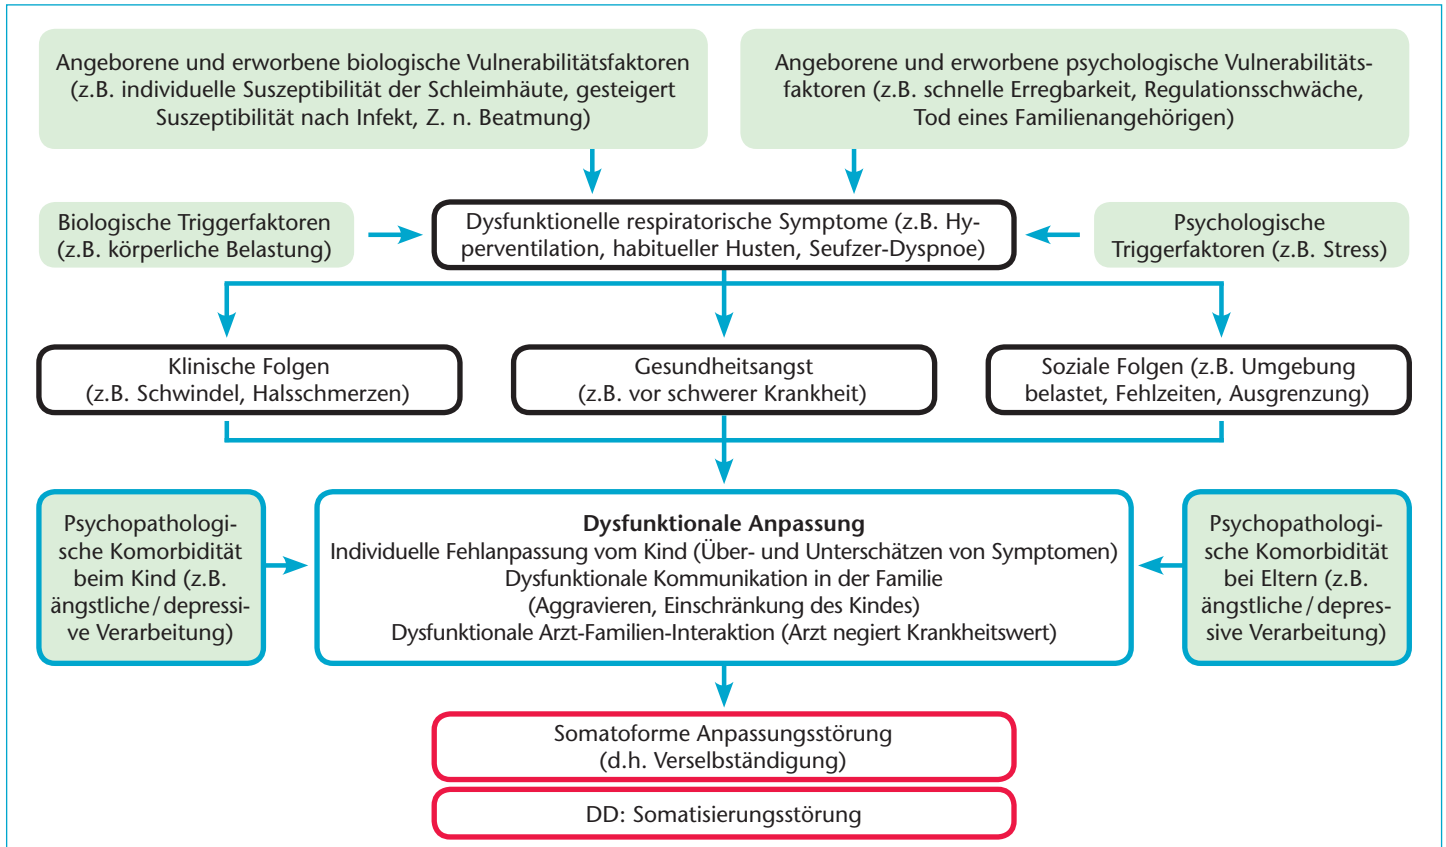 Angeborene und erworbene biologische Vulnerabilitätsfaktoren
(z.B. individuelle Suszeptibilität der Schleimhäute, gesteigert
Suszeptibilität nach Infekt, Z. n. Beatmung)
Angeborene und erworbene psychologische Vulnerabilitäts-
faktoren (z.B. schnelle Erregbarkeit, Regulationsschwäche,
Tod eines Familienangehörigen)
Biologische Triggerfaktoren
(z.B. körperliche Belastung)
Dysfunktionelle respiratorische Symptome (z.B. Hy-
perventilation, habitueller Husten, Seufzer-Dyspnoe)
Psychologische
Triggerfaktoren (z.B. Stress)
Klinische Folgen
(z.B. Schwindel, Halsschmerzen)
Gesundheitsangst
(z.B. vor schwerer Krankheit)
Soziale Folgen (z.B. Umgebung
belastet, Fehlzeiten, Ausgrenzung)
Psychopathologi-
sche Komorbidität
beim Kind (z.B.
ängstliche/depressi-
ve Verarbeitung)
Dysfunktionale Anpassung
Individuelle Fehlanpassung vom Kind (Über- und Unterschätzen von Symptomen)
Dysfunktionale Kommunikation in der Familie
(Aggravieren, Einschränkung des Kindes)
Dysfunktionale Arzt-Familien-Interaktion (Arzt negiert Krankheitswert)
Psychopathologi-
sche Komorbidität
bei Eltern (z.B.
ängstliche/depres-
sive Verarbeitung)
Somatoforme Anpassungsstörung
(d.h. Verselbständigung)
DD: Somatisierungsstörung